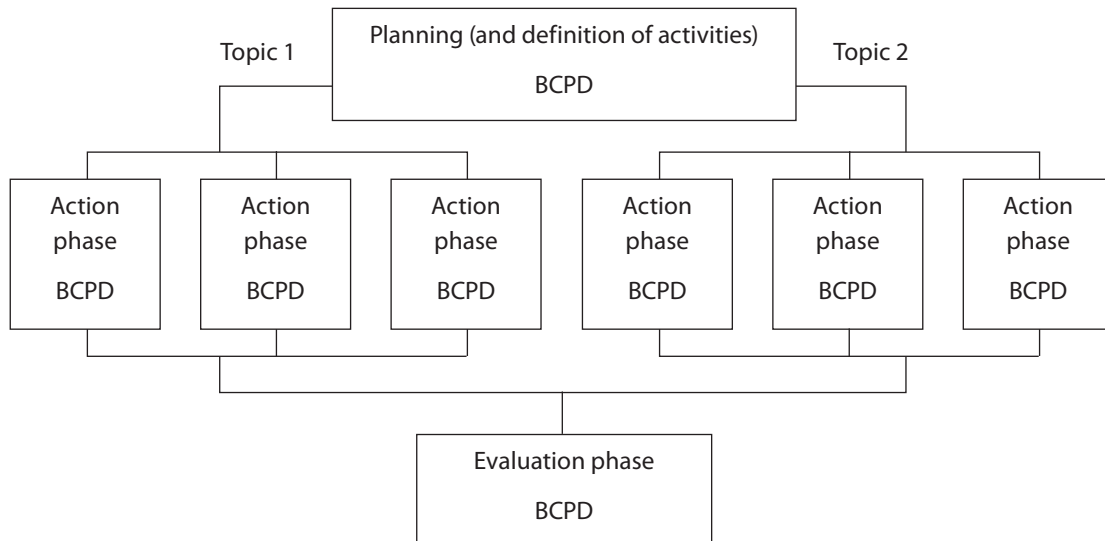 Planning (and definition of activities)
BCPD
Topic 1
Topic 2
Action
phase
BCPD
Action
phase
BCPD
Action
phase
BCPD
Action
phase
BCPD
Action
phase
BCPD
Action
phase
BCPD
Evaluation phase
BCPD